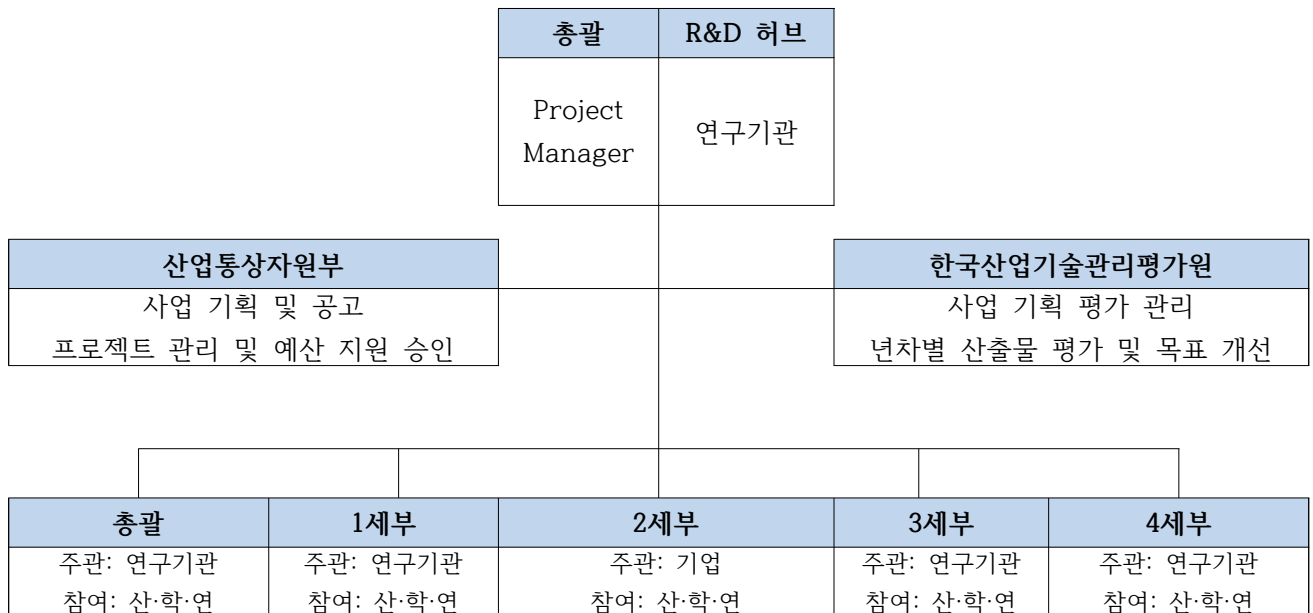 총괄 R&D 허브
Project
Manager
연구기관
산업통상자원부
사업 기획 및 공고
프로젝트 관리 및 예산 지원 승인
한국산업기술관리평가원
사업 기획 평가 관리
년차별 산출물 평가 및 목표 개선
총괄 1세부 2세부 3세부 4세부
주관: 연구기관 주관: 연구기관 주관: 기업 주관: 연구기관 주관: 연구기관
참여: 산·학·연 참여: 산·학·연 참여: 산·학·연 참여: 산·학·연 참여: 산·학·연